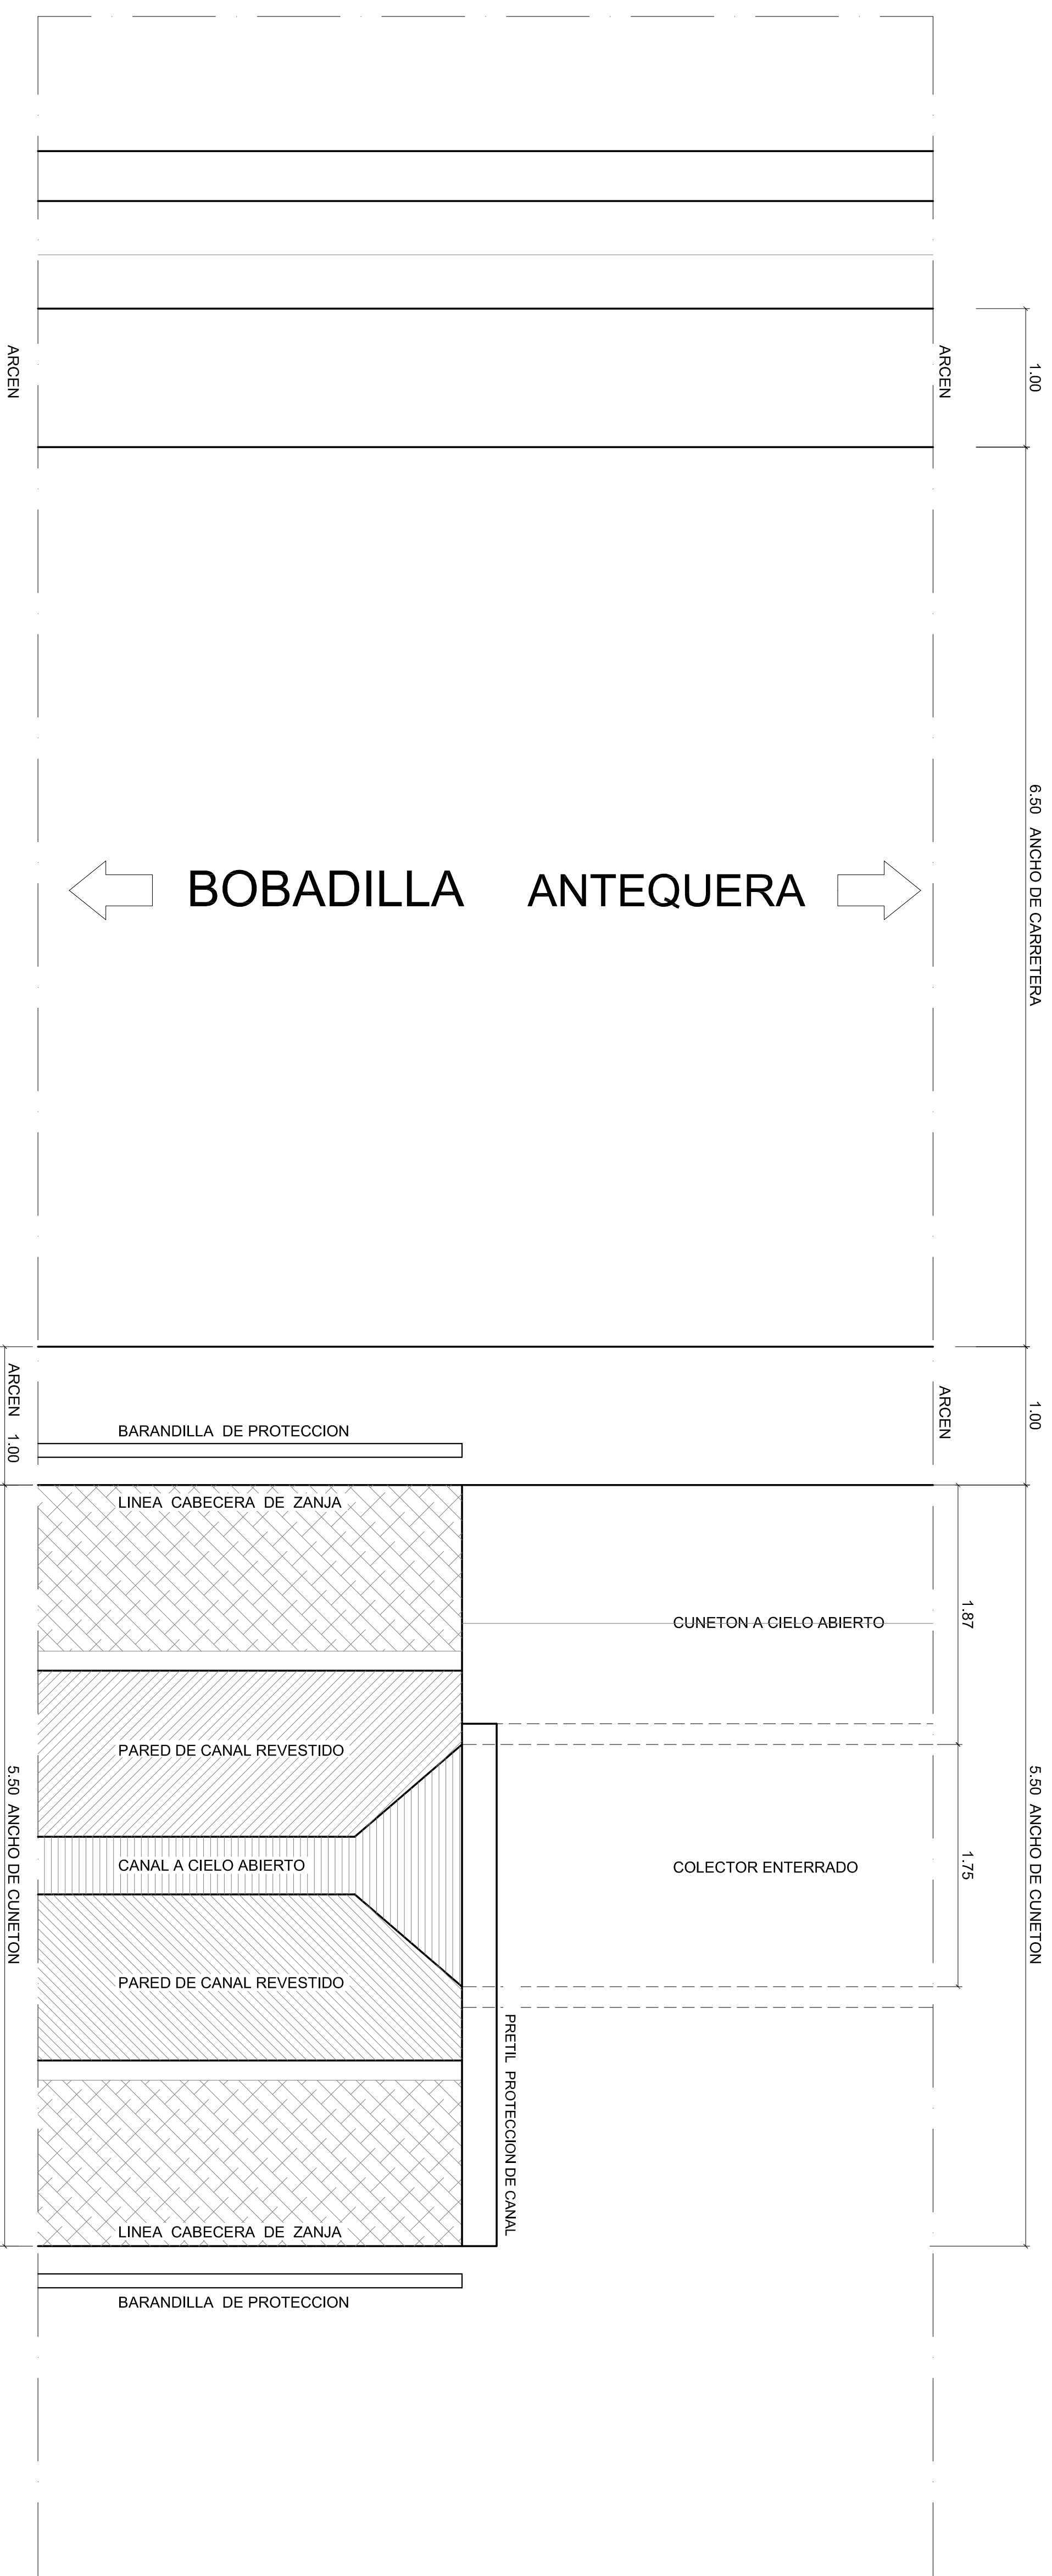 ARCEN
ARCEN
1.00
6.50 ANCHO DE CARRETERA
BOBADILLA
ANTEQUERA
ARCEN 1.00
ARCEN
1.00
BARANDILLA DE PROTECCION
LINEA CABECERA DE ZANJA
1.87
CUNETON A CIELO ABIERTO
PARED DE CANAL REVESTIDO
CANAL A CIELO ABIERTO
COLECTOR ENTERRADO
1.75
5.50 ANCHO DE CUNETON
5.50 ANCHO DE CUNETON
PARED DE CANAL REVESTIDO
PRETIL PROTECCION DE CANAL
LINEA CABECERA DE ZANJA
BARANDILLA DE PROTECCION